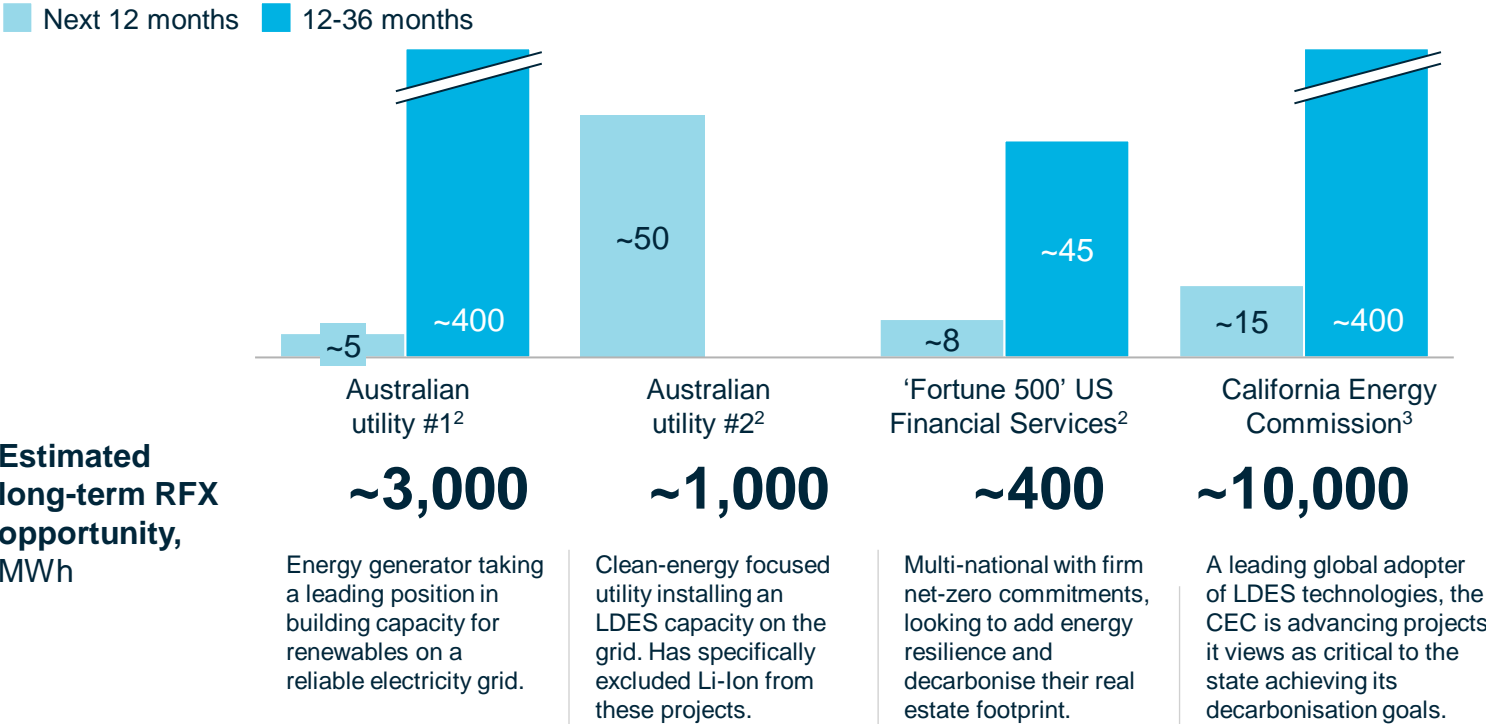 Next 12 months 12-36 months
~5
~400
~50
~8
~45
~15
~400
Australian
utility #1²
Australian
utility #2²
‘Fortune 500’ US
Financial Services²
California Energy
Commission³
Estimated
long-term RFX
opportunity,
MWh
~3,000
~1,000
~400
~10,000
Energy generator taking
a leading position in
building capacity for
renewables on a
reliable electricity grid.
Clean-energy focused
utility installing an
LDES capacity on the
grid. Has specifically
excluded Li-Ion from
these projects.
Multi-national with firm
net-zero commitments,
looking to add energy
resilience and
decarbonise their real
estate footprint.
A leading global adopter
of LDES technologies, the
CEC is advancing projects
it views as critical to the
state achieving its
decarbonisation goals.